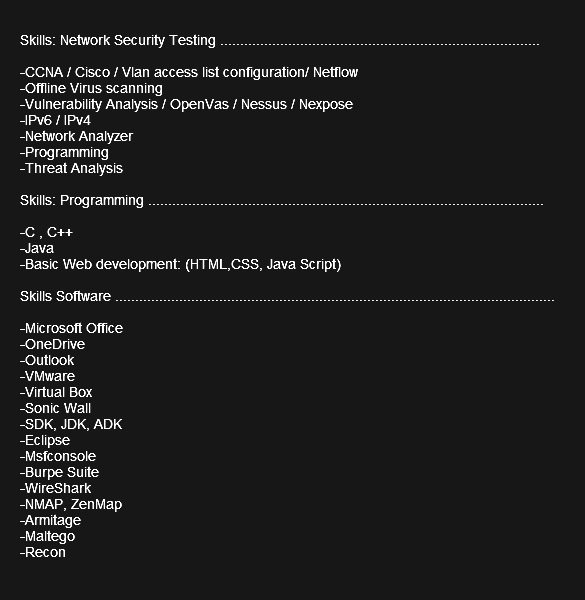 Skills: Network Security Testing ................................................................................
-CCNA / Cisco / Vlan access list configuration/ Netflow
-Offline Virus scanning
-Vulnerability Analysis / OpenVas / Nessus / Nexpose
-IPv6 / IPv4
-Network Analyzer
-Programming
-Threat Analysis
Skills: Programming ...................................................................................................
-C , C++
-Java
-Basic Web development: (HTML,CSS, Java Script)
Skills Software ..............................................................................................................
-Microsoft Office
-OneDrive
-Outlook
-VMware
-Virtual Box
-Sonic Wall
-SDK, JDK, ADK
-Eclipse
-Msfconsole
-Burpe Suite
-WireShark
-NMAP, ZenMap
-Armitage
-Maltego
-Recon